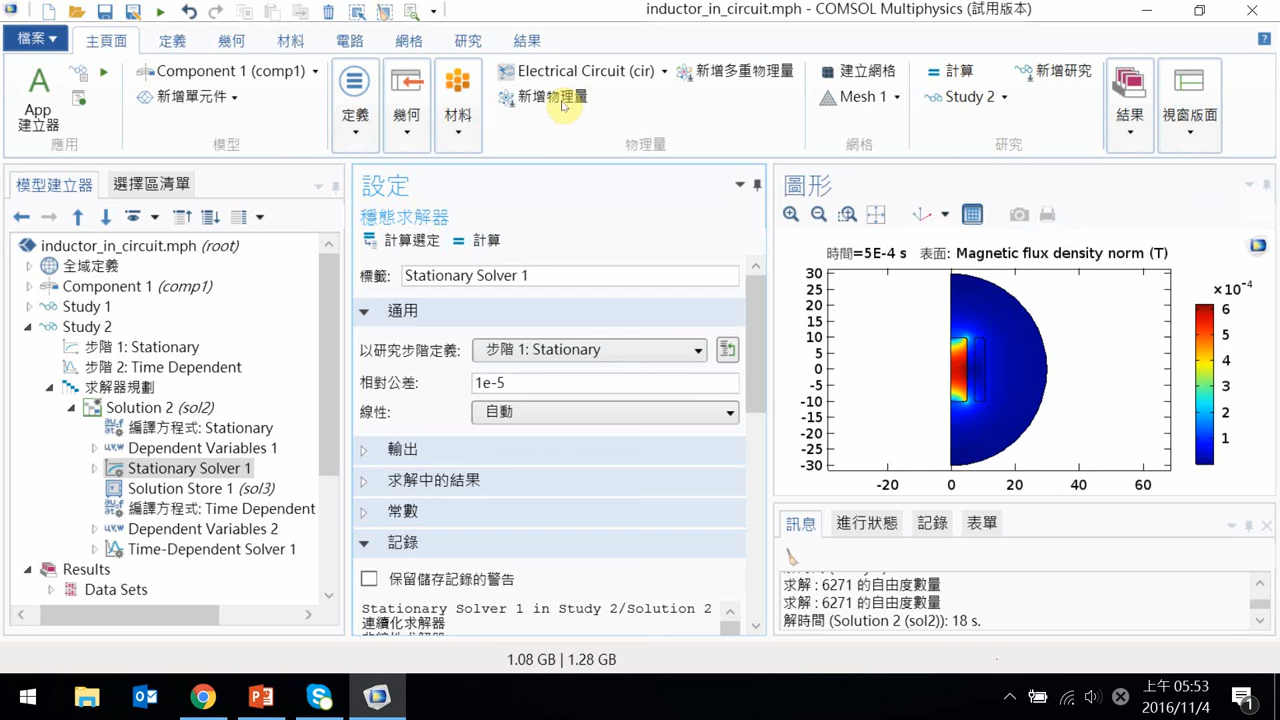 inductor_in_circuit.mph - COMSOL Multiphysics (試用版本)
檔案
主頁面
定義
幾何
材料
電路
網格
研究
結果
App
建立器
Component 1 (comp1)
新增單元件
定義
幾何
材料
Electrical Circuit (cir)
新增多重物理量
新增物理量
建立網格
Mesh 1
計算
新增研究
Study 2
結果
視窗版面
應用
模型
物理量
網格
研究
模型建立器
選擇區清單
inductor_in_circuit.mph (root)
全域定義
Component 1 (comp1)
Study 1
Study 2
步階 1: Stationary
步階 2: Time Dependent
求解器規劃
Solution 2 (sol2)
編譯方程式: Stationary
Dependent Variables 1
Stationary Solver 1
Solution Store 1 (sol3)
編譯方程式: Time Dependent
Dependent Variables 2
Time-Dependent Solver 1
Results
Data Sets
設定
穩態求解器
計算選定
計算
標籤: Stationary Solver 1
通用
以研究步階定義: 步階 1: Stationary
相對公差: 1e-5
線性: 自動
輸出
求解中的結果
常數
記錄
保留儲存記錄的警告
Stationary Solver 1 in Study 2/Solution 2
連續化求解器
圖形
時間=5E-4 s 表面: Magnetic flux density norm (T)
30
25
20
15
10
5
0
-5
-10
-15
-20
-25
-30
-20 0 20 40 60
×10⁻⁴
6
5
4
3
2
1
訊息
進行狀態
記錄
表單
求解 : 6271 的自由度數量
求解 : 6271 的自由度數量
解時間 (Solution 2 (sol2)): 18 s.
1.08 GB | 1.28 GB
上午 05:53
2016/11/4
1